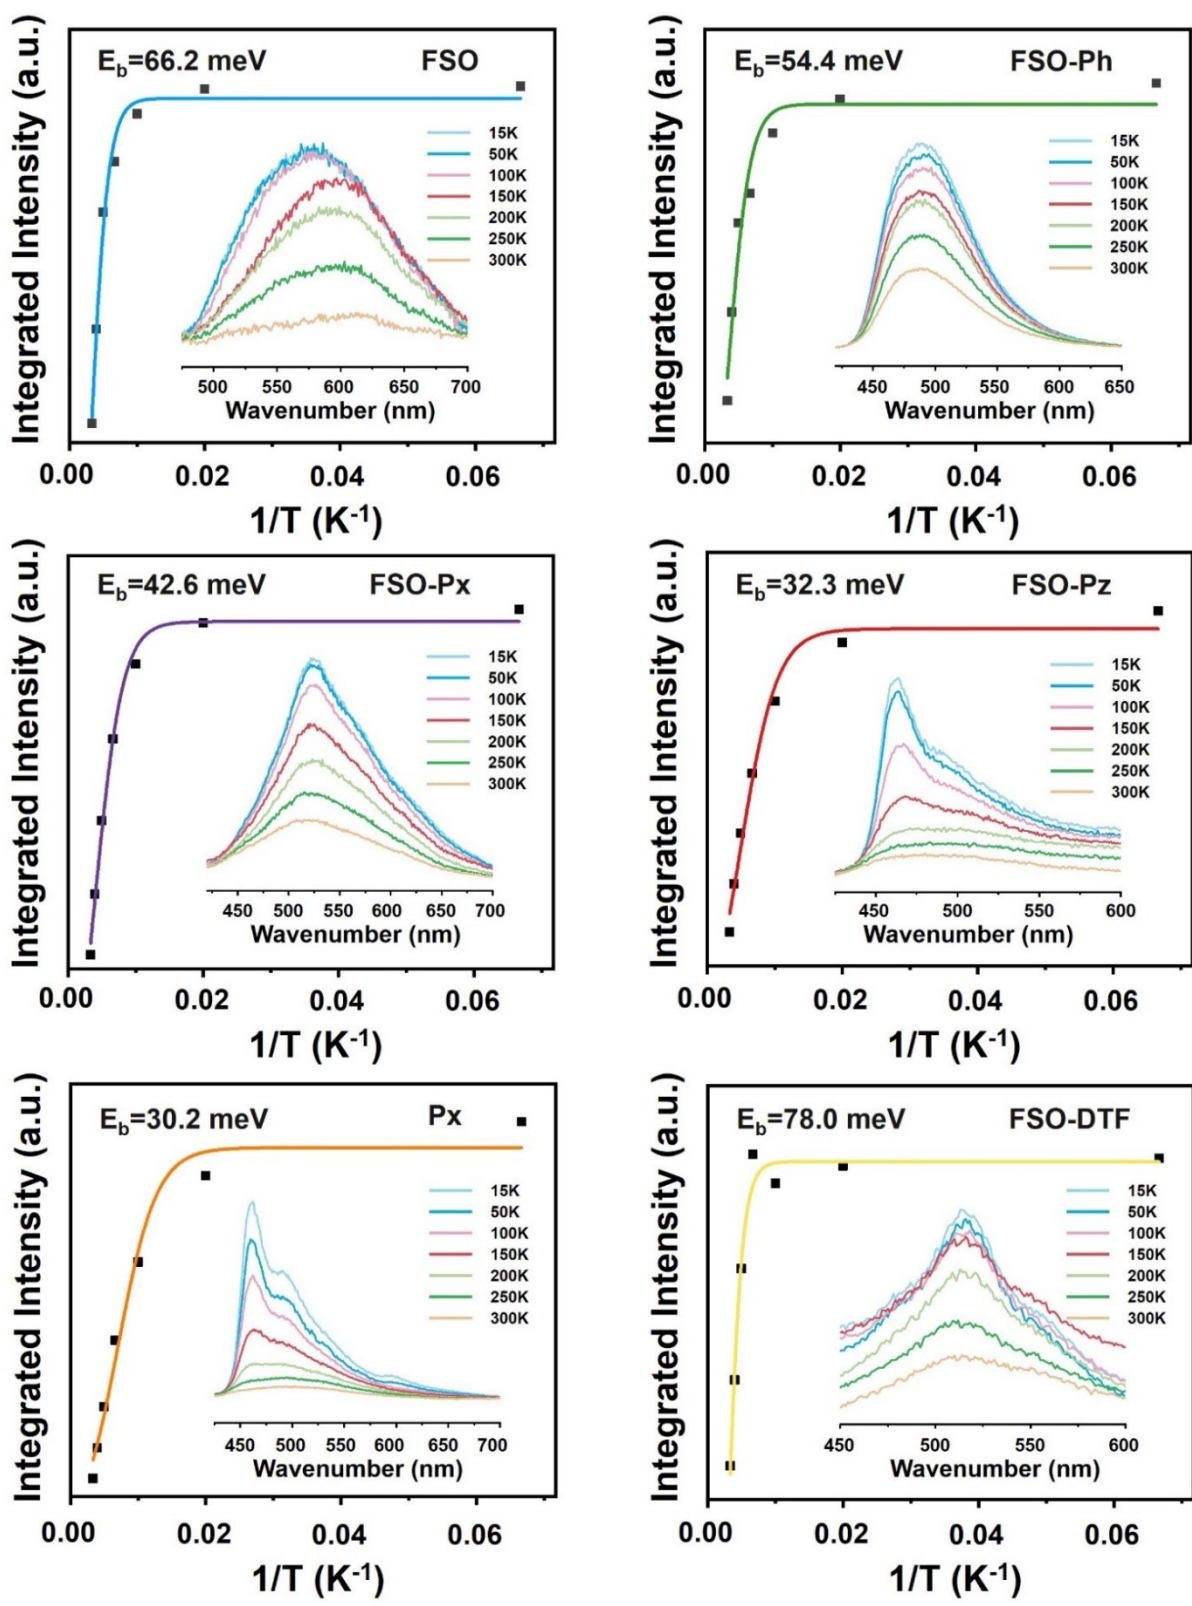 Integrated Intensity (a.u.)
E_b=66.2 meV
FSO
15K
50K
100K
150K
200K
250K
300K
500 550 600 650 700
Wavenumber (nm)
0.00 0.02 0.04 0.06
1/T (K⁻¹)
Integrated Intensity (a.u.)
E_b=54.4 meV
FSO-Ph
15K
50K
100K
150K
200K
250K
300K
450 500 550 600 650
Wavenumber (nm)
0.00 0.02 0.04 0.06
1/T (K⁻¹)
Integrated Intensity (a.u.)
E_b=42.6 meV
FSO-Px
15K
50K
100K
150K
200K
250K
300K
450 500 550 600 650 700
Wavenumber (nm)
0.00 0.02 0.04 0.06
1/T (K⁻¹)
Integrated Intensity (a.u.)
E_b=32.3 meV
FSO-Pz
15K
50K
100K
150K
200K
250K
300K
450 500 550 600
Wavenumber (nm)
0.00 0.02 0.04 0.06
1/T (K⁻¹)
Integrated Intensity (a.u.)
E_b=30.2 meV
Px
15K
50K
100K
150K
200K
250K
300K
450 500 550 600 650 700
Wavenumber (nm)
0.00 0.02 0.04 0.06
1/T (K⁻¹)
Integrated Intensity (a.u.)
E_b=78.0 meV
FSO-DTF
15K
50K
100K
150K
200K
250K
300K
450 500 550 600
Wavenumber (nm)
0.00 0.02 0.04 0.06
1/T (K⁻¹)